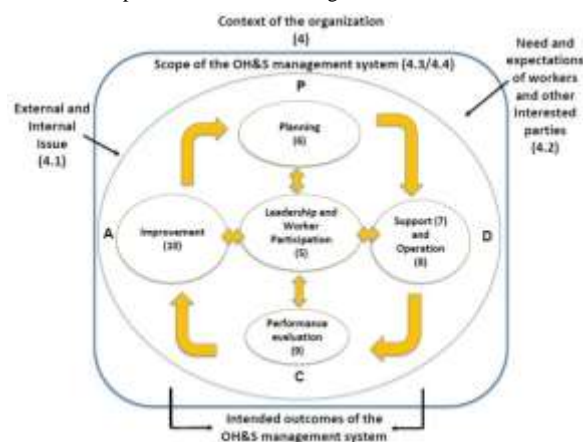 Context of the organization
(4)
Scope of the OH&S management system (4.3/4.4)
Need and
expectations
of workers
and other
interested
parties
(4.2)
External and
Internal
Issue
(4.1)
P
Planning
(6)
A
Improvement
(10)
Leadership and
Worker
Participation
(5)
Support (7)
and
Operation
(8)
D
Performance
evaluation
(9)
C
Intended outcomes of the
OH&S management system